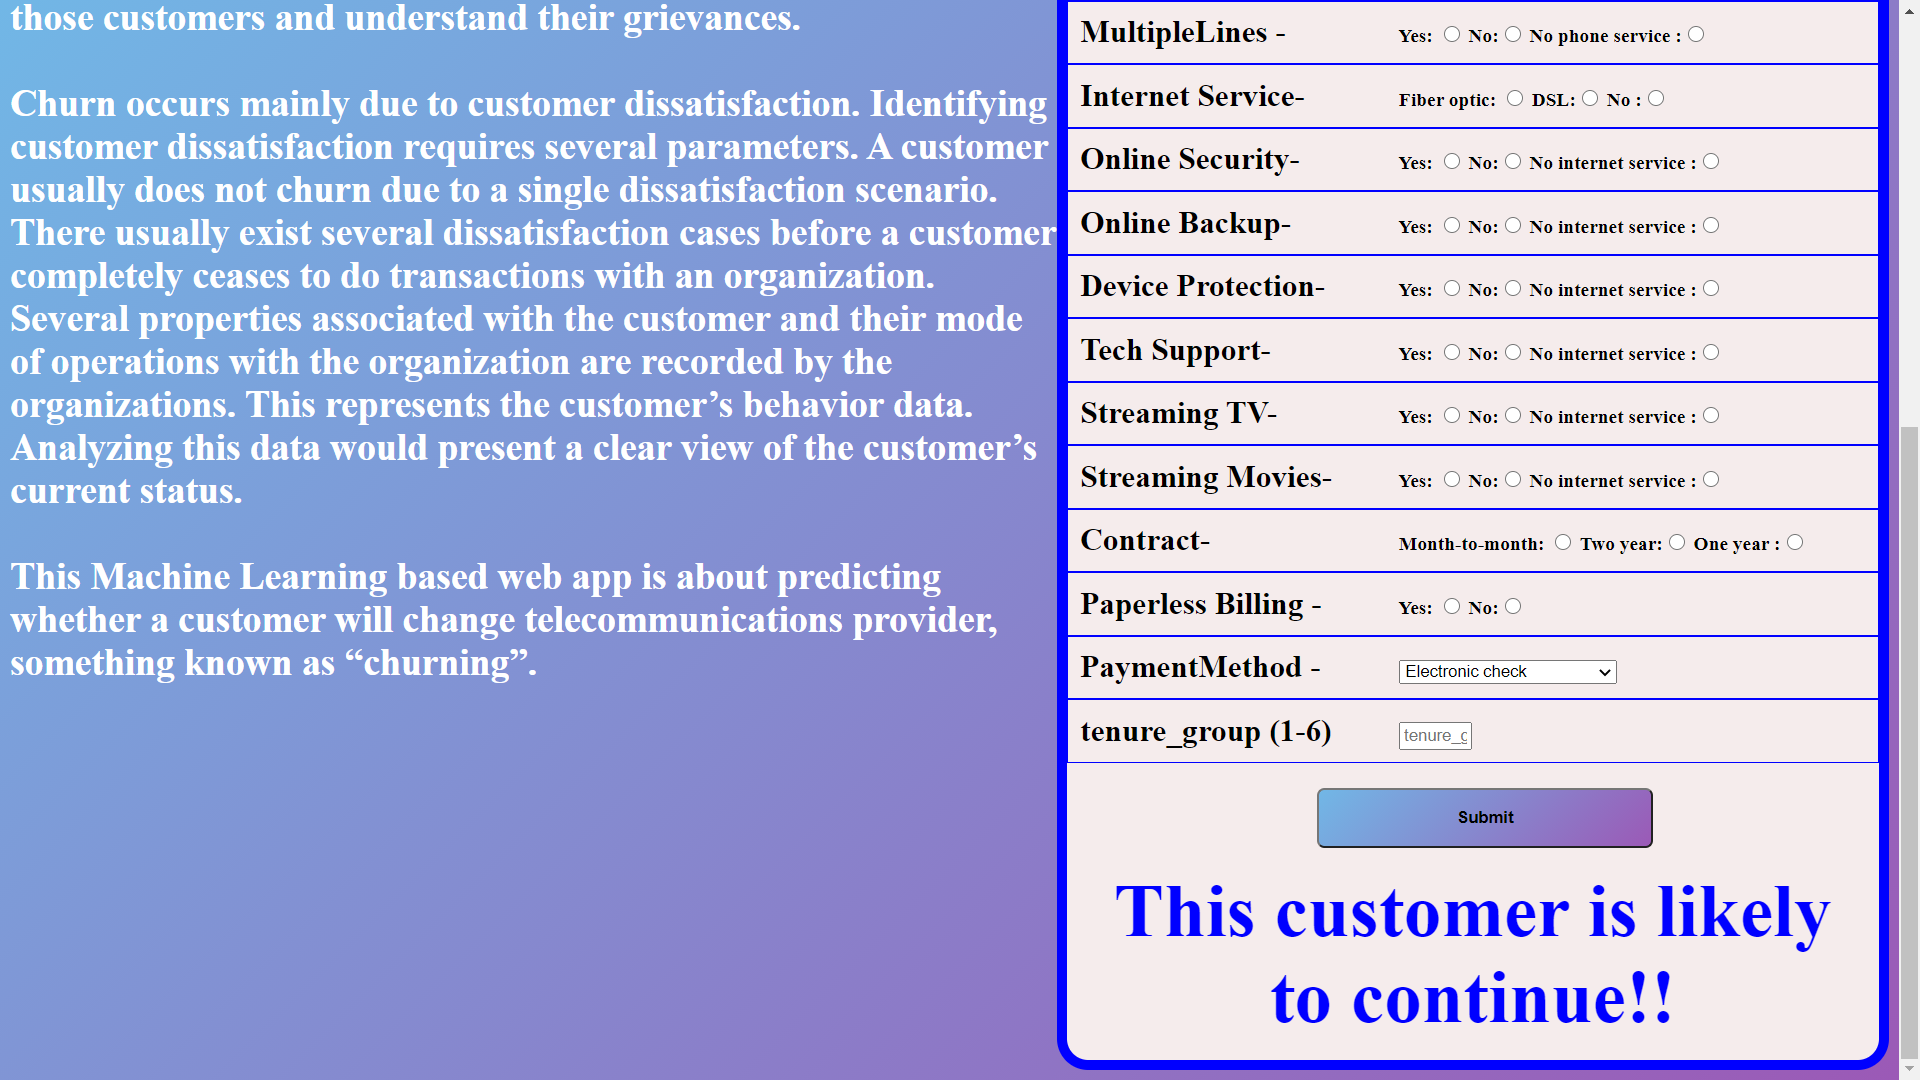 those customers and understand their grievances.
Churn occurs mainly due to customer dissatisfaction. Identifying
customer dissatisfaction requires several parameters. A customer
usually does not churn due to a single dissatisfaction scenario.
There usually exist several dissatisfaction cases before a customer
completely ceases to do transactions with an organization.
Several properties associated with the customer and their mode
of operations with the organization are recorded by the
organizations. This represents the customer’s behavior data.
Analyzing this data would present a clear view of the customer’s
current status.
This Machine Learning based web app is about predicting
whether a customer will change telecommunications provider,
something known as “churning”.
MultipleLines - Yes: No: No phone service :
Internet Service- Fiber optic: DSL: No :
Online Security- Yes: No: No internet service :
Online Backup- Yes: No: No internet service :
Device Protection- Yes: No: No internet service :
Tech Support- Yes: No: No internet service :
Streaming TV- Yes: No: No internet service :
Streaming Movies- Yes: No: No internet service :
Contract- Month-to-month: Two year: One year :
Paperless Billing - Yes: No:
PaymentMethod - Electronic check
tenure_group (1-6) tenure_g
Submit
This customer is likely
to continue!!